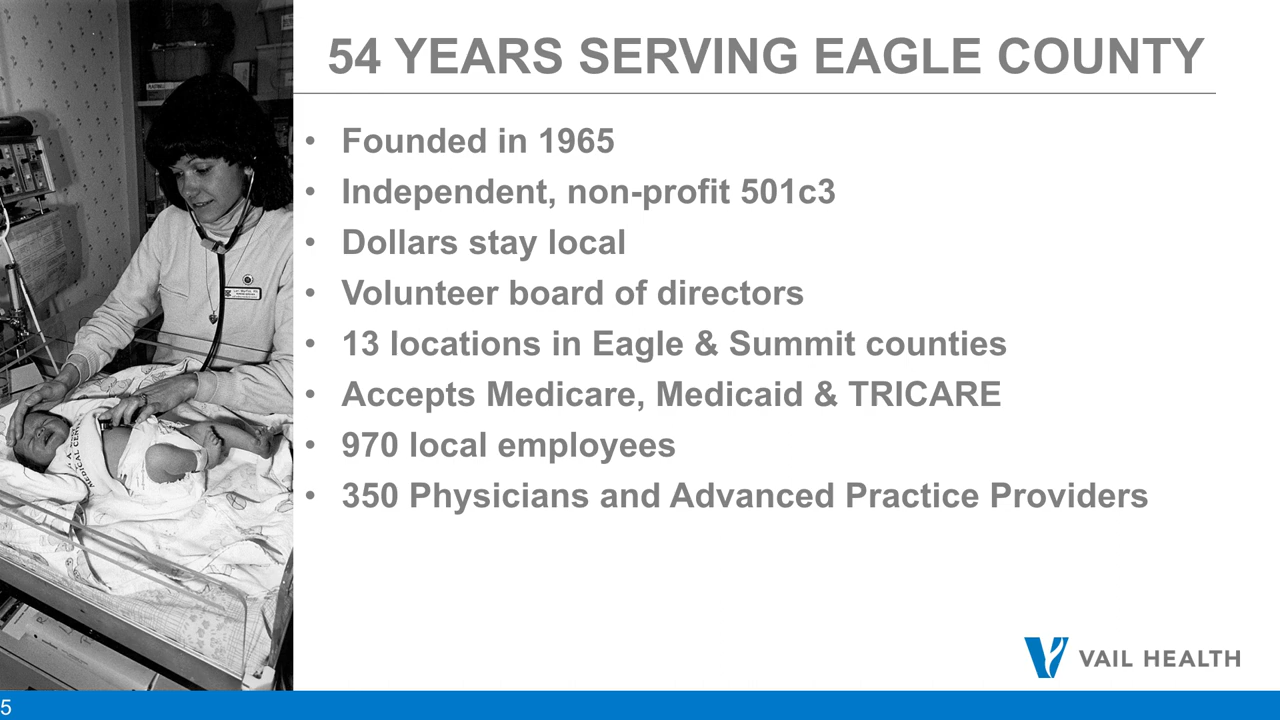 54 YEARS SERVING EAGLE COUNTY
• Founded in 1965
• Independent, non-profit 501c3
• Dollars stay local
• Volunteer board of directors
• 13 locations in Eagle & Summit counties
• Accepts Medicare, Medicaid & TRICARE
• 970 local employees
• 350 Physicians and Advanced Practice Providers
VAIL HEALTH
5
MEDICAL CENTER